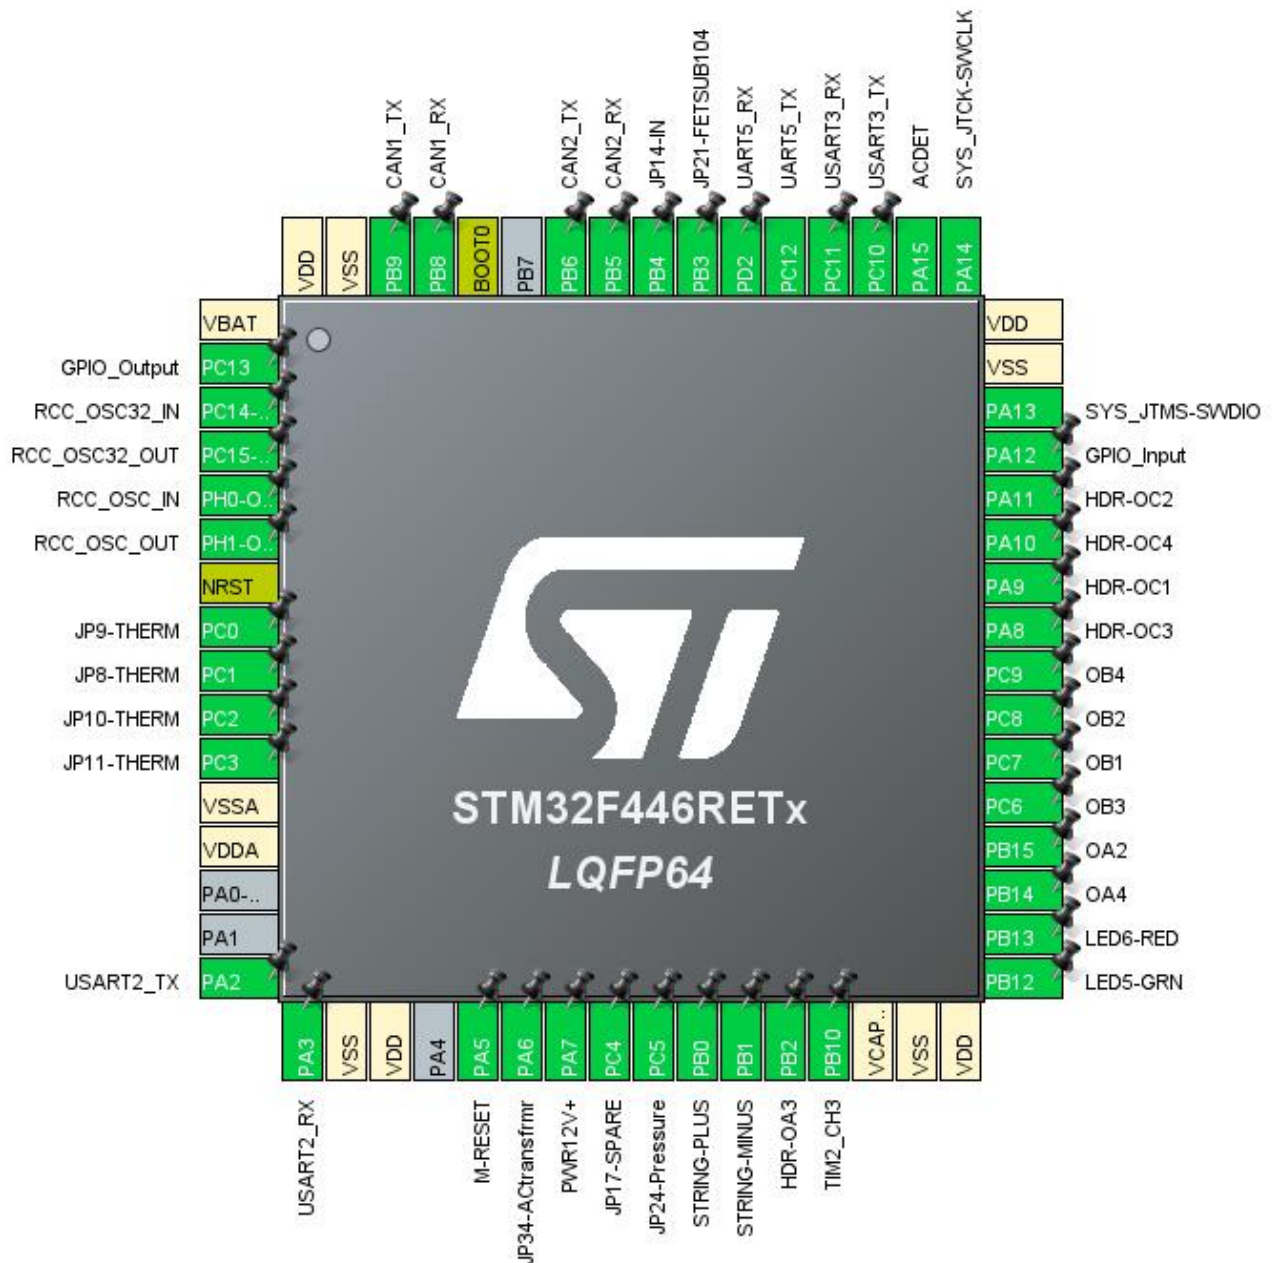 CAN1_TX
CAN1_RX
CAN2_TX
CAN2_RX
JP14-IN
JP21-FETSUB104
UART5_RX
UART5_TX
USART3_RX
USART3_TX
ACDET
SYS_JTCK-SWCLK
VDD
VSS
PB9
PB8
BOOT0
PB7
PB6
PB5
PB4
PB3
PD2
PC12
PC11
PC10
PA15
PA14
VBAT
GPIO_Output PC13
RCC_OSC32_IN PC14-..
RCC_OSC32_OUT PC15-..
RCC_OSC_IN PH0-O..
RCC_OSC_OUT PH1-O..
NRST
JP9-THERM PC0
JP8-THERM PC1
JP10-THERM PC2
JP11-THERM PC3
VSSA
VDDA
PA0-..
PA1
USART2_TX PA2
ST
STM32F446RETx
LQFP64
VDD
VSS
PA13 SYS_JTMS-SWDIO
PA12 GPIO_Input
PA11 HDR-OC2
PA10 HDR-OC4
PA9 HDR-OC1
PA8 HDR-OC3
PC9 OB4
PC8 OB2
PC7 OB1
PC6 OB3
PB15 OA2
PB14 OA4
PB13 LED6-RED
PB12 LED5-GRN
PA3
VSS
VDD
PA4
PA5
PA6
PA7
PC4
PC5
PB0
PB1
PB2
PB10
VCAP..
VSS
VDD
USART2_RX
M-RESET
JP34-ACtransfrmr
PWR12V+
JP17-SPARE
JP24-Pressure
STRING-PLUS
STRING-MINUS
HDR-OA3
TIM2_CH3